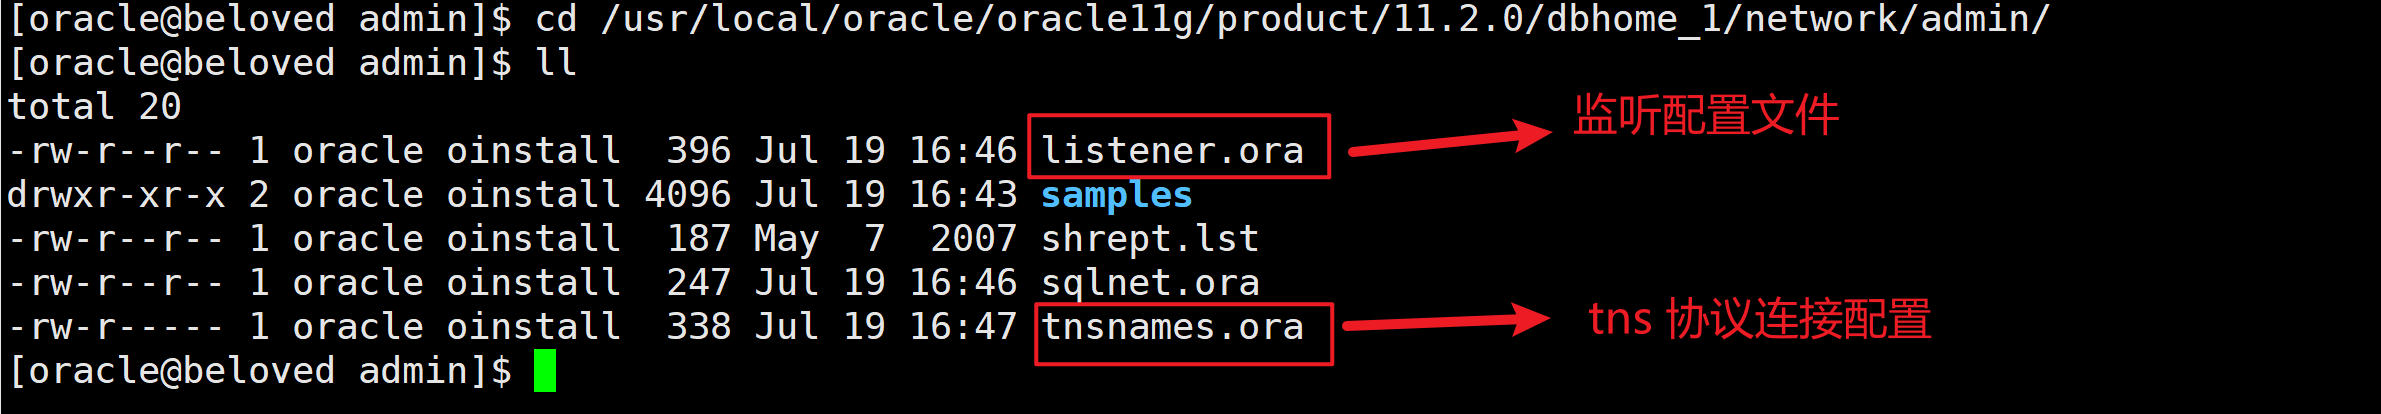 [oracle@beloved admin]$ cd /usr/local/oracle/oracle11g/product/11.2.0/dbhome_1/network/admin/
[oracle@beloved admin]$ ll
total 20
-rw-r--r-- 1 oracle oinstall  396 Jul 19 16:46 listener.ora 监听配置文件
drwxr-xr-x 2 oracle oinstall 4096 Jul 19 16:43 samples
-rw-r--r-- 1 oracle oinstall  187 May  7  2007 shrept.lst
-rw-r--r-- 1 oracle oinstall  247 Jul 19 16:46 sqlnet.ora
-rw-r----- 1 oracle oinstall  338 Jul 19 16:47 tnsnames.ora tns 协议连接配置
[oracle@beloved admin]$